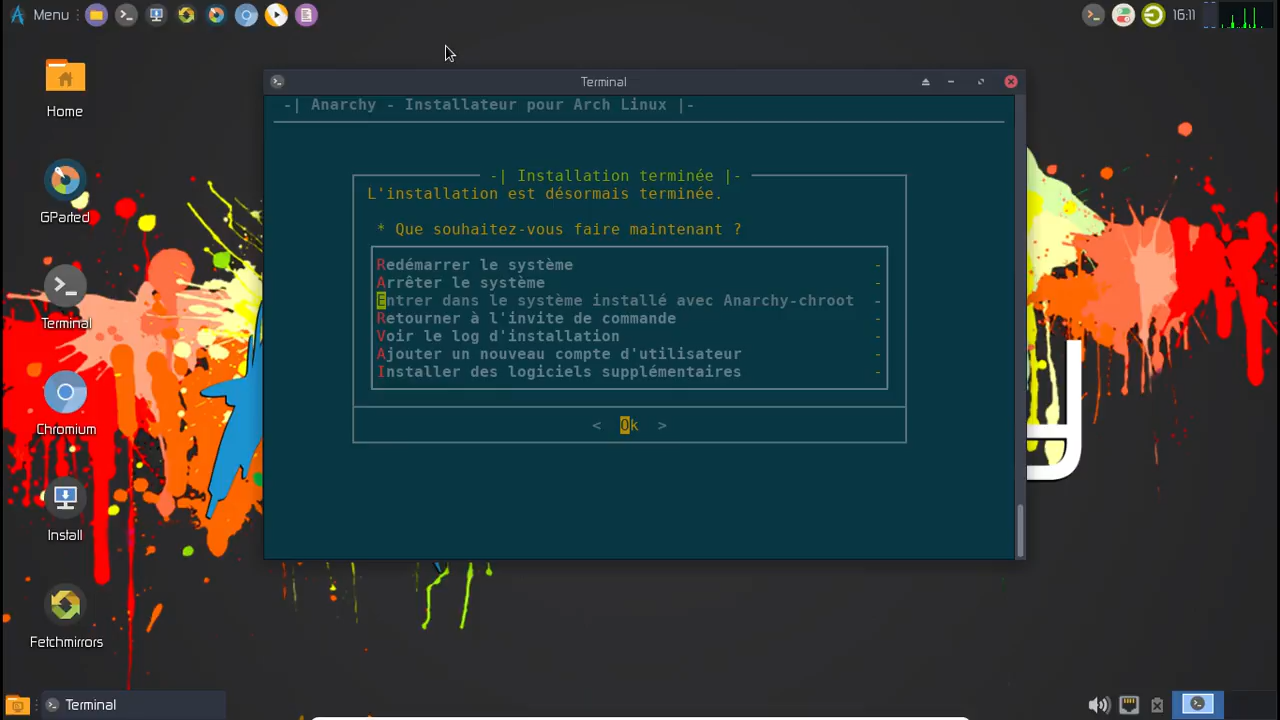 Menu
16:11
Home
GParted
Terminal
Chromium
Install
Fetchmirrors
Terminal
-| Anarchy - Installateur pour Arch Linux |-
-| Installation terminée |-
L'installation est désormais terminée.
* Que souhaitez-vous faire maintenant ?
Redémarrer le système -
Arrêter le système -
Entrer dans le système installé avec Anarchy-chroot -
Retourner à l'invite de commande -
Voir le log d'installation -
Ajouter un nouveau compte d'utilisateur -
Installer des logiciels supplémentaires -
< Ok >
Terminal